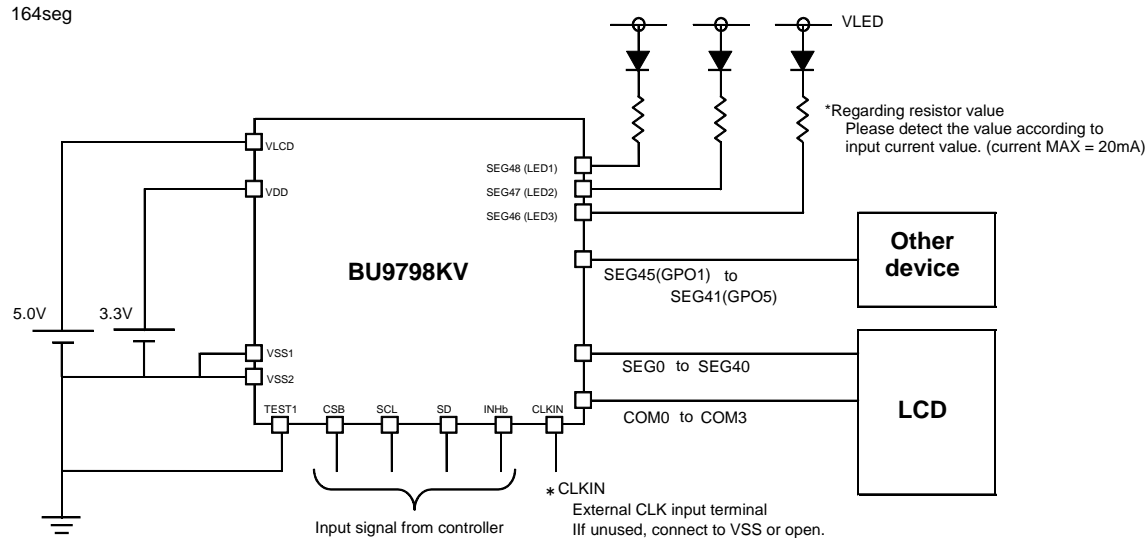 164seg
VLED
*Regarding resistor value
Please detect the value according to
input current value. (current MAX = 20mA)
VLCD
VDD
SEG48 (LED1)
SEG47 (LED2)
SEG46 (LED3)
BU9798KV
SEG45(GPO1) to
SEG41(GPO5)
Other
device
5.0V
3.3V
VSS1
VSS2
SEG0 to SEG40
COM0 to COM3
LCD
TEST1
CSB
SCL
SD
INHb
CLKIN
Input signal from controller
* CLKIN
External CLK input terminal
IIf unused, connect to VSS or open.